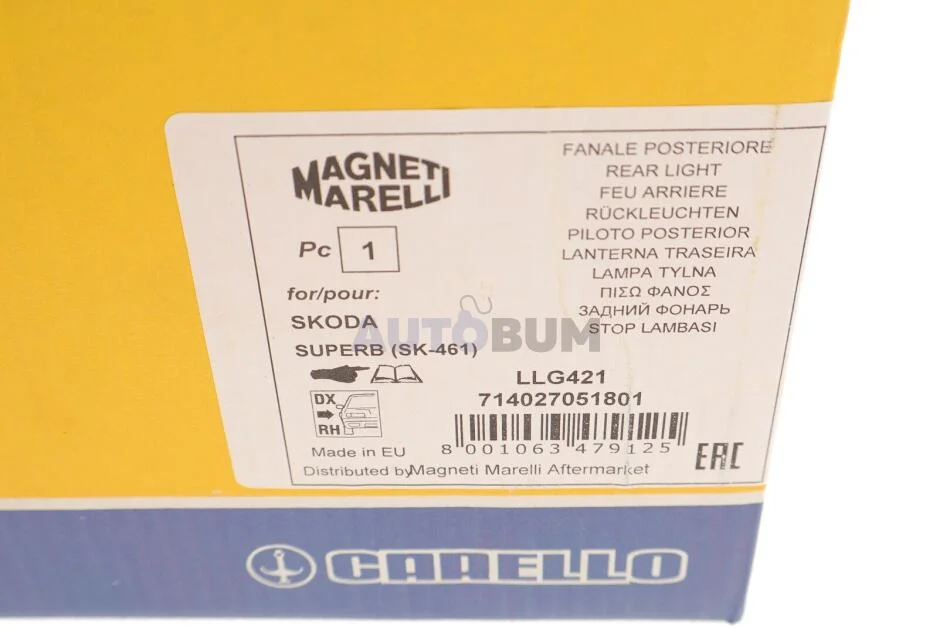 MAGNETI
MARELLI
Pc 1
for/pour:
SKODA
SUPERB (SK-461)
DX
RH
Made in EU
Distributed by Magneti Marelli Aftermarket
FANALE POSTERIORE
REAR LIGHT
FEU ARRIERE
RÜCKLEUCHTEN
PILOTO POSTERIOR
LANTERNA TRASEIRA
LAMPA TYLNA
ΠΙΣΩ ΦΑΝΟΣ
ЗАДНИЙ ФОНАРЬ
STOP LAMBASI
LLG421
714027051801
8 001063 479125
EAC
AUTOBUM
CARELLO